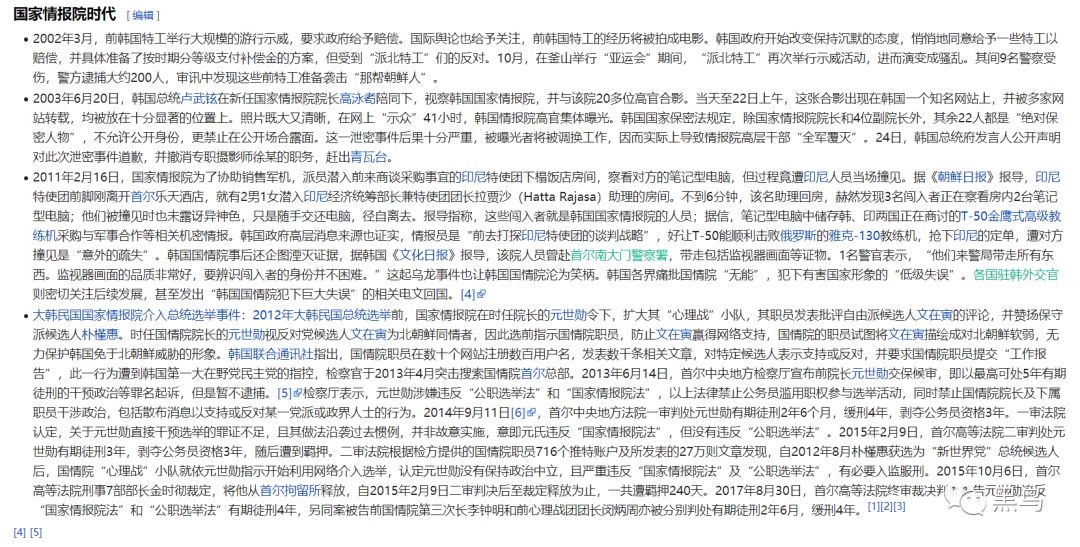 国家情报院时代 [编辑]
• 2002年3月，前韩国特工举行大规模的游行示威，要求政府给予赔偿。国际舆论也给予关注，前韩国特工的经历将被拍成电影。韩国政府开始改变保持沉默的态度，悄悄地同意给予一些特工以
赔偿，并具体准备了按时期分等级支付补偿金的方案，但受到“派北特工”们的反对。10月，在釜山举行“亚运会”期间，“派北特工”再次举行示威活动，进而演变成骚乱。其间9名警察受
伤，警方逮捕大约200人，审讯中发现这些前特工准备袭击“那帮朝鲜人”。
• 2003年6月20日，韩国总统卢武铉在新任国家情报院院长高泳耉陪同下，视察韩国国家情报院，并与该院20多位高官合影。当天至22日上午，这张合影出现在韩国一个知名网站上，并被多家网
站转载，均被放在十分显著的位置上。照片既大又清晰，在网上“示众”41小时，韩国情报院高官集体曝光。韩国国家保密法规定，除国家情报院院长和4位副院长外，其余22人都是“绝对保
密人物”，不允许公开身份，更禁止在公开场合露面。这一泄密事件后果十分严重，被曝光者将被调换工作，因而实际上导致情报院高层干部“全军覆灭”。24日，韩国总统府发言人公开声明
对此次泄密事件道歉，并撤消专职摄影师徐某的职务，赶出青瓦台。
• 2011年2月16日，国家情报院为了协助销售军机，派员潜入前来商谈采购事宜的印尼特使团下榻饭店房间，察看对方的笔记型电脑，但过程竟遭印尼人员当场撞见。据《朝鲜日报》报导，印尼
特使团前脚刚离开首尔乐天酒店，就有2男1女潜入印尼经济统筹部长兼特使团团长拉贾沙（Hatta Rajasa）助理的房间。不到6分钟，该名助理回房，赫然发现3名闯入者正在察看房内2台笔记
型电脑；他们被撞见时也未露讶异神色，只是随手交还电脑，径自离去。报导指称，这些闯入者就是韩国国家情报院的人员；据信，笔记型电脑中储存韩、印两国正在商讨的T-50金鹰式高级教
练机采购与军事合作等相关机密情报。韩国政府高层消息来源也证实，情报员是“前去打探印尼特使团的谈判战略”，好让T-50能顺利击败俄罗斯的雅克-130教练机，抢下印尼的定单，遭对方
撞见是“意外的疏失”。韩国国情院事后还企图湮灭证据，据韩国《文化日报》报导，该院人员曾赴首尔南大门警察署，带走包括监视器画面等证物。1名警官表示，“他们来警局带走所有东
西。监视器画面的品质非常好，要辨识闯入者的身份并不困难。”这起乌龙事件也让韩国国情院沦为笑柄。韩国各界痛批国情院“无能”，犯下有害国家形象的“低级失误”。各国驻韩外交官
则密切关注后续发展，甚至发出“韩国国情院犯下巨大失误”的相关电文回国。[4]
• 大韩民国国家情报院介入总统选举事件：2012年大韩民国总统选举前，国家情报院在时任院长的元世勋令下，扩大其“心理战”小队，其职员发表批评自由派候选人文在寅的评论，并赞扬保守
派候选人朴槿惠。时任国情院院长的元世勋视反对党候选人文在寅为北朝鲜同情者，因此选前指示国情院职员，防止文在寅赢得网络支持，国情院的职员试图将文在寅描绘成对北朝鲜软弱，无
力保护韩国免于北朝鲜威胁的形象。韩国联合通讯社指出，国情院职员在数十个网站注册数百用户名，发表数千条相关文章，对特定候选人表示支持或反对，并要求国情院职员提交“工作报
告”，此一行为遭到韩国第一大在野党民主党的指控，检察官于2013年4月突击搜索国情院首尔总部。2013年6月14日，首尔中央地方检察厅宣布前院长元世勋交保候审，即以最高可处5年有期
徒刑的干预政治等罪名起诉，但是暂不逮捕。[5]检察厅表示，元世勋涉嫌违反“公职选举法”和“国家情报院法”，以上法律禁止公务员滥用职权参与选举活动，同时禁止国情院院长及下属
职员干涉政治，包括散布消息以支持或反对某一党派或政界人士的行为。2014年9月11日[6]，首尔中央地方法院一审判处元世勋有期徒刑2年6个月，缓刑4年，剥夺公务员资格3年。一审法院
认定，关于元世勋直接干预选举的罪证不足，且其做法沿袭过去惯例，并非故意实施，意即元氏违反“国家情报院法”，但没有违反“公职选举法”。2015年2月9日，首尔高等法院二审判处元世
勋有期徒刑3年，剥夺公务员资格3年，随后遭到羁押。二审法院根据检方提供的国情院职员716个推特账户及所发表的27万则文章发现，自2012年8月朴槿惠获选为“新世界党”总统候选人
后，国情院“心理战”小队就依元世勋指示开始利用网络介入选举，认定元世勋没有保持政治中立，且严重违反“国家情报院法”及“公职选举法”，有必要入监服刑。2015年10月6日，首尔
高等法院刑事7部部长金时彻裁定，将他从首尔拘留所释放，自2015年2月9日二审判决后至裁定释放为止，一共遭羁押240天。2017年8月30日，首尔高等法院终审裁决判 告元世勋 反
“国家情报院法”和“公职选举法”有期徒刑4年，另同案被告前国情院第三次长李钟明和前心理战团团长闵炳周亦被分别判处有期徒刑2年6月，缓刑4年。[1][2][3]
[4] [5]
黑鸟